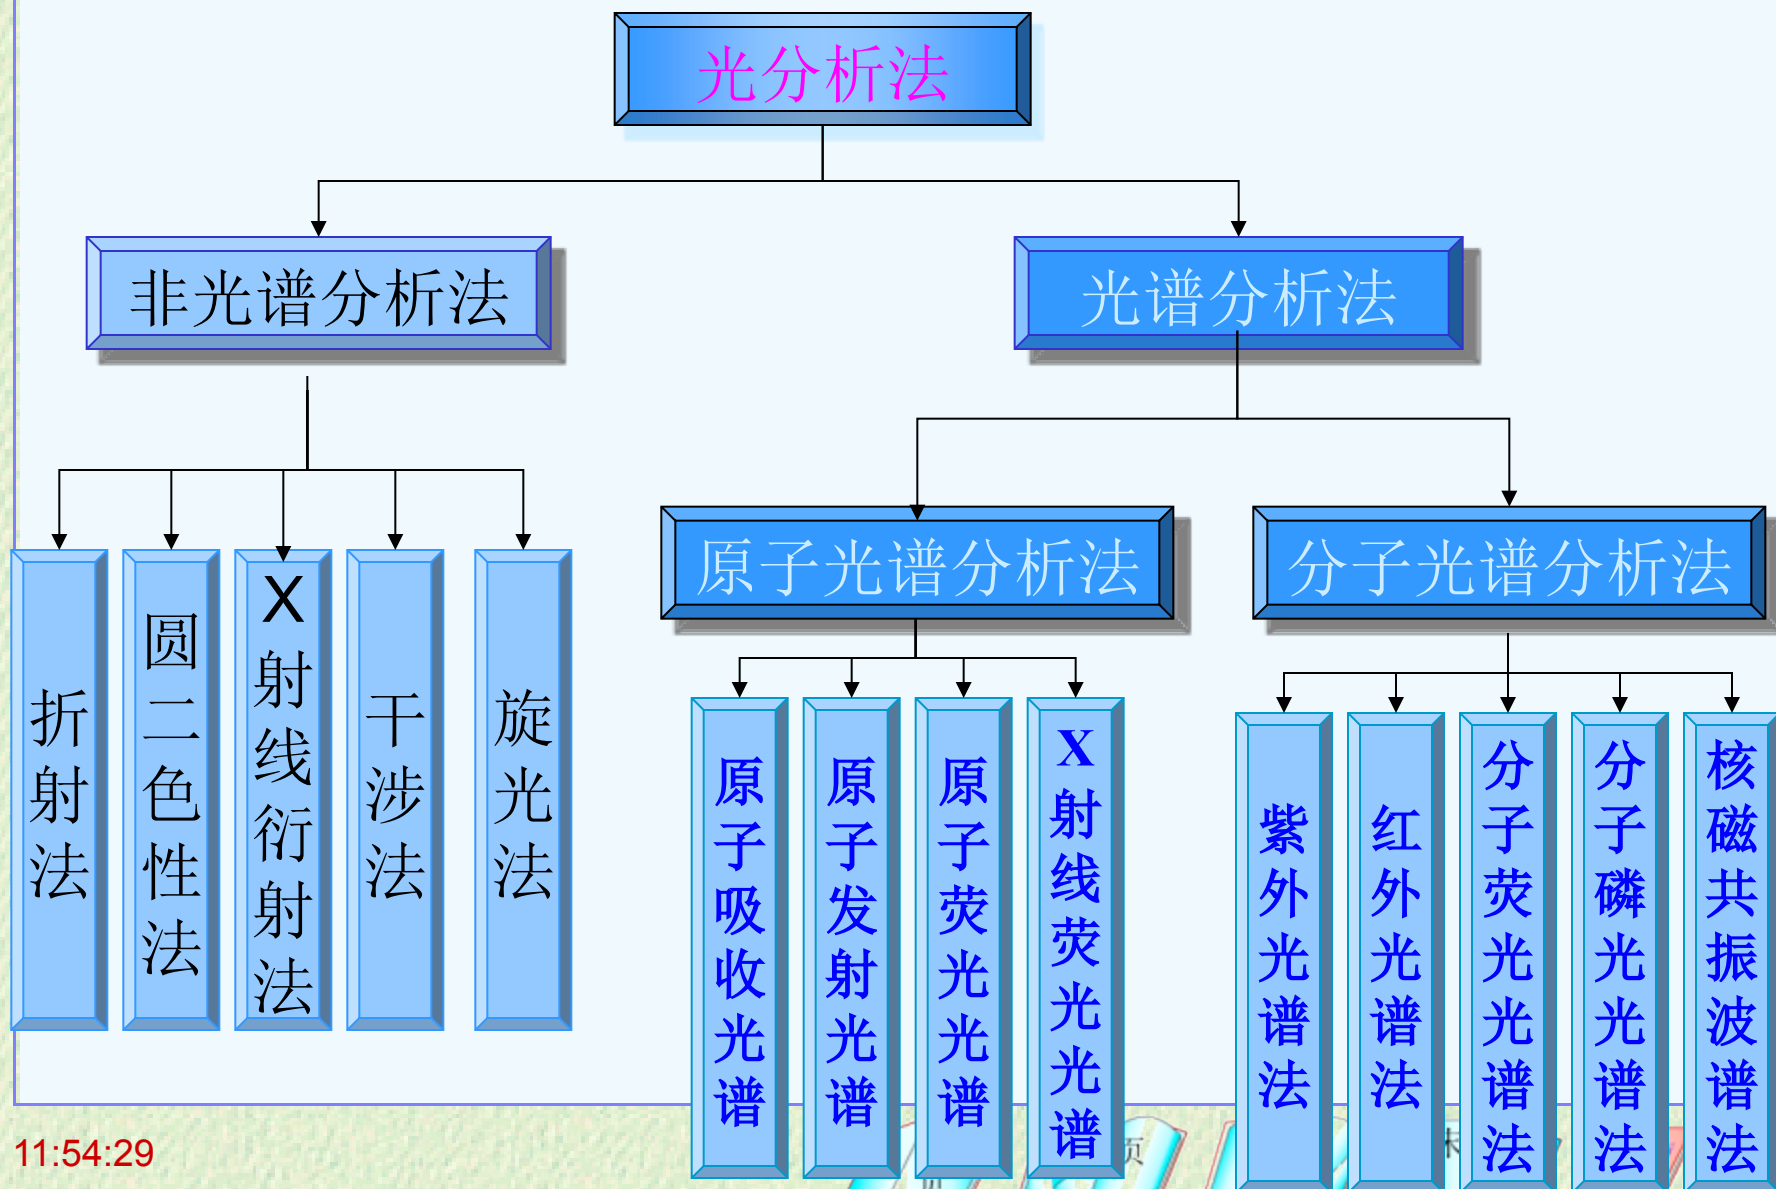 光分析法
非光谱分析法
光谱分析法
原子光谱分析法
分子光谱分析法
折射法
圆二色性法
X射线衍射法
干涉法
旋光法
原子吸收光谱
原子发射光谱
原子荧光光谱
X射线荧光光谱
紫外光谱法
红外光谱法
分子荧光光谱法
分子磷光光谱法
核磁共振波谱法
11:54:29
页